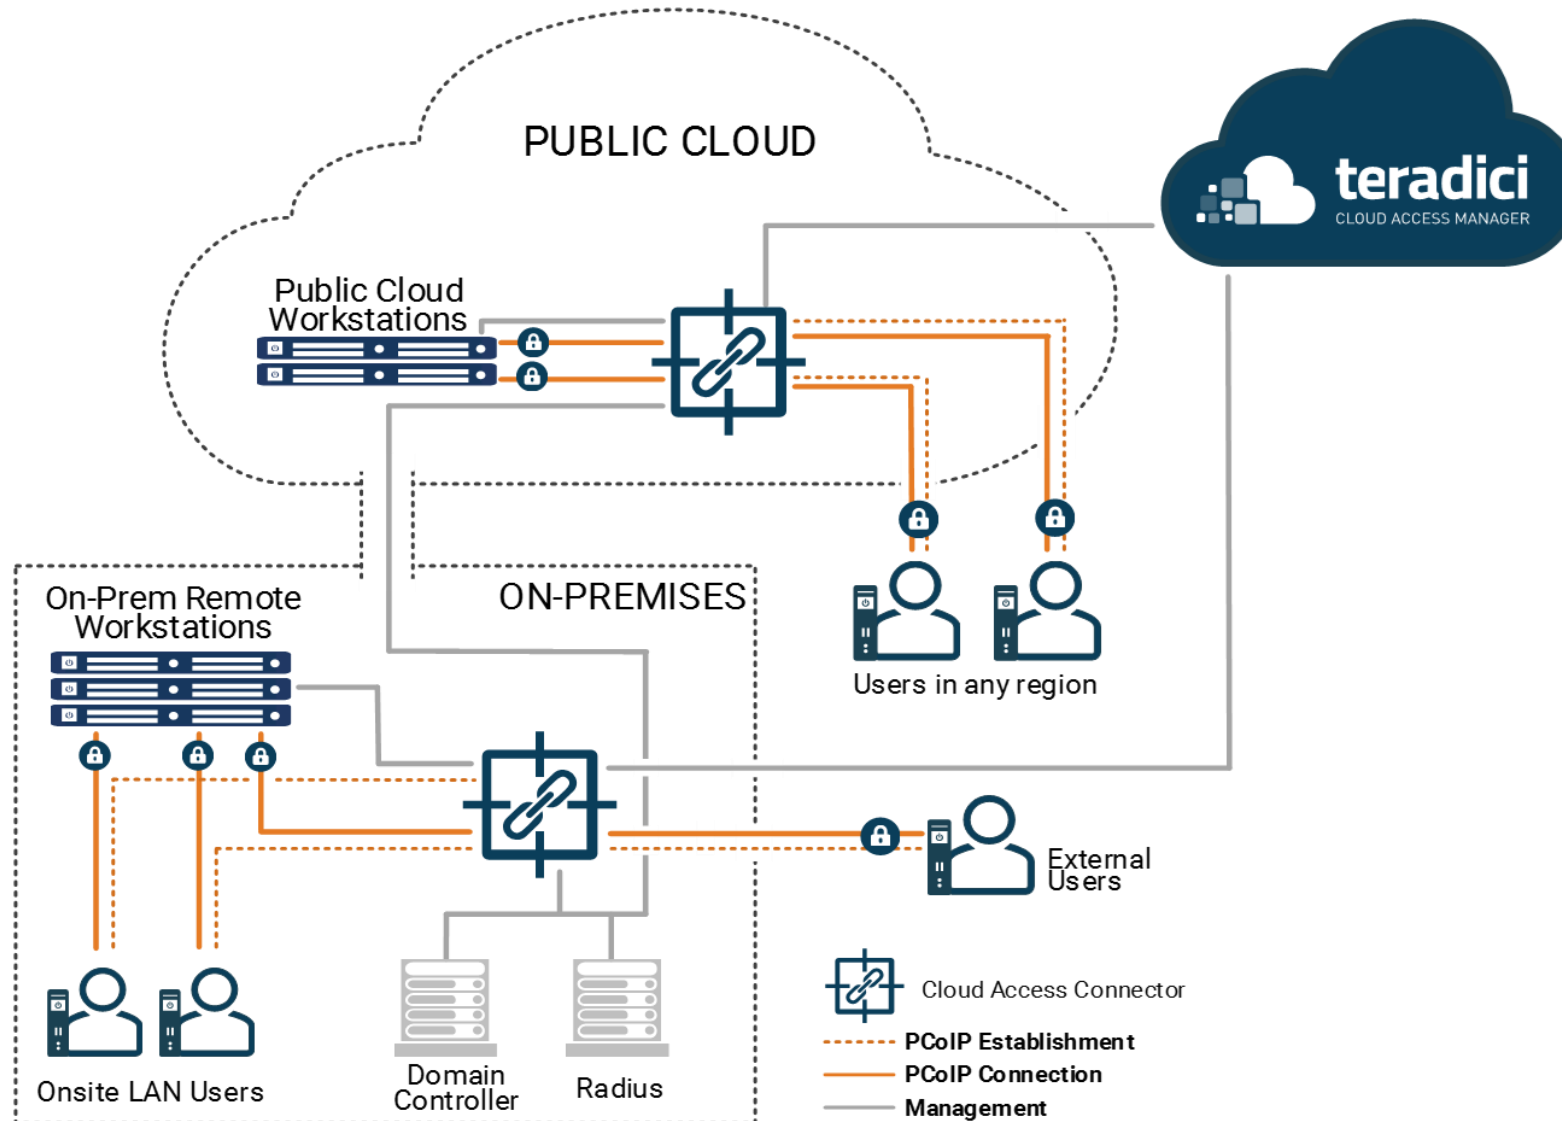 PUBLIC CLOUD
teradici
CLOUD ACCESS MANAGER
Public Cloud
Workstations
On-Prem Remote
Workstations
ON-PREMISES
Users in any region
External
Users
Onsite LAN Users
Domain
Controller
Radius
Cloud Access Connector
PCoIP Establishment
PCoIP Connection
Management